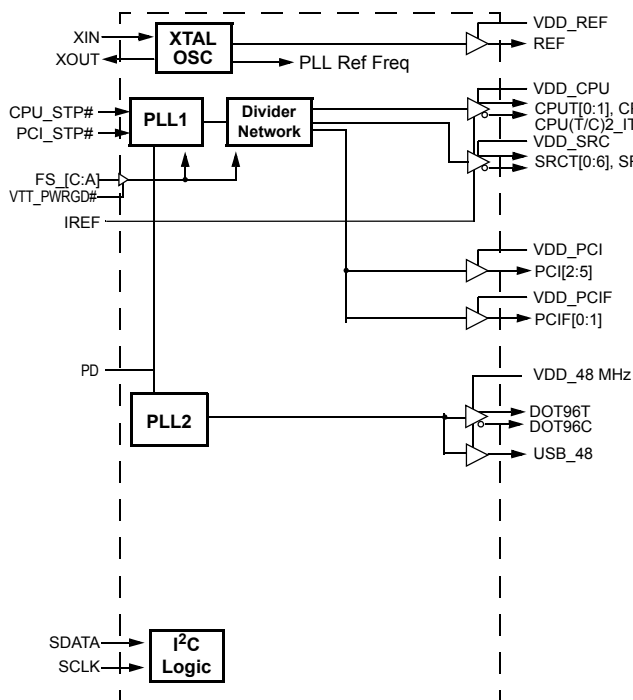 XIN
XOUT
XTAL
OSC
VDD_REF
REF
PLL Ref Freq
CPU_STP#
PCI_STP#
PLL1
Divider
Network
VDD_CPU
CPUT[0:1],
CPU(T/C)2_IT
VDD_SRC
SRCT[0:6],
FS_[C:A]
VTT_PWRGD#
IREF
VDD_PCI
PCI[2:5]
VDD_PCIF
PCIF[0:1]
PD
PLL2
VDD_48 MHz
DOT96T
DOT96C
USB_48
SDATA
SCLK
I²C
Logic